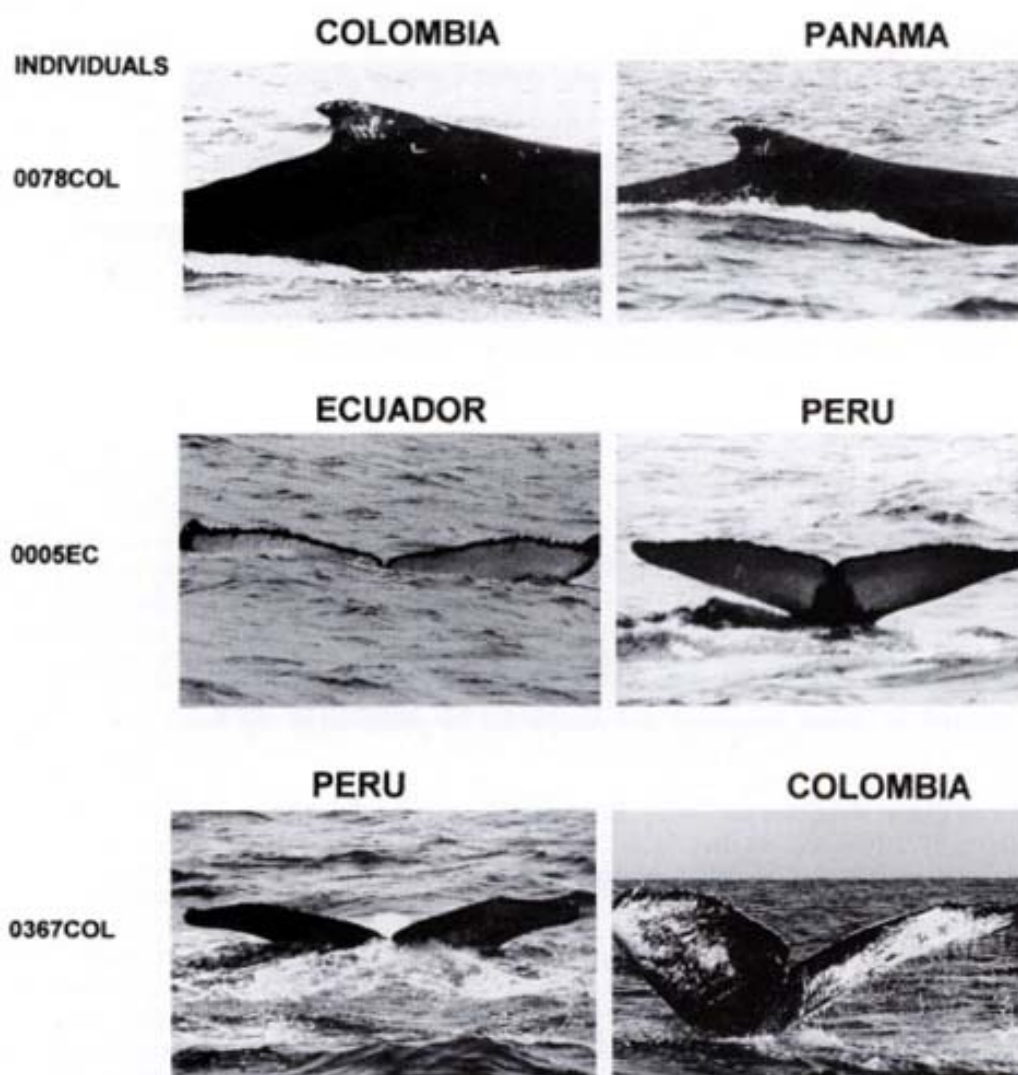 COLOMBIA PANAMA
INDIVIDUALS
0078COL
ECUADOR PERU
0005EC
PERU COLOMBIA
0367COL